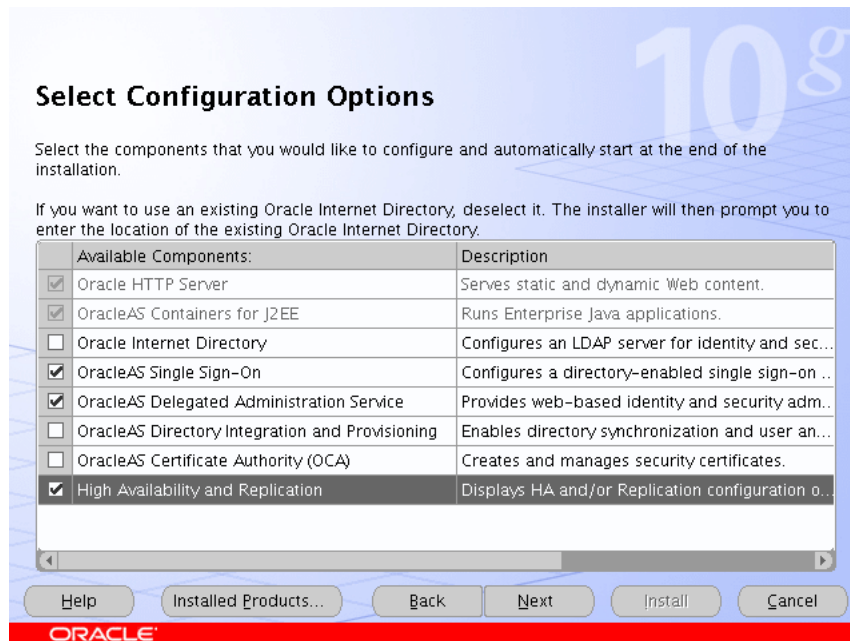 10g
Select Configuration Options
Select the components that you would like to configure and automatically start at the end of the
installation.
If you want to use an existing Oracle Internet Directory, deselect it. The installer will then prompt you to
enter the location of the existing Oracle Internet Directory.
Available Components: Description
Oracle HTTP Server Serves static and dynamic Web content.
OracleAS Containers for J2EE Runs Enterprise Java applications.
Oracle Internet Directory Configures an LDAP server for identity and sec...
OracleAS Single Sign-On Configures a directory-enabled single sign-on ..
OracleAS Delegated Administration Service Provides web-based identity and security adm..
OracleAS Directory Integration and Provisioning Enables directory synchronization and user an...
OracleAS Certificate Authority (OCA) Creates and manages security certificates.
High Availability and Replication Displays HA and/or Replication configuration o...
Help Installed Products... Back Next Install Cancel
ORACLE